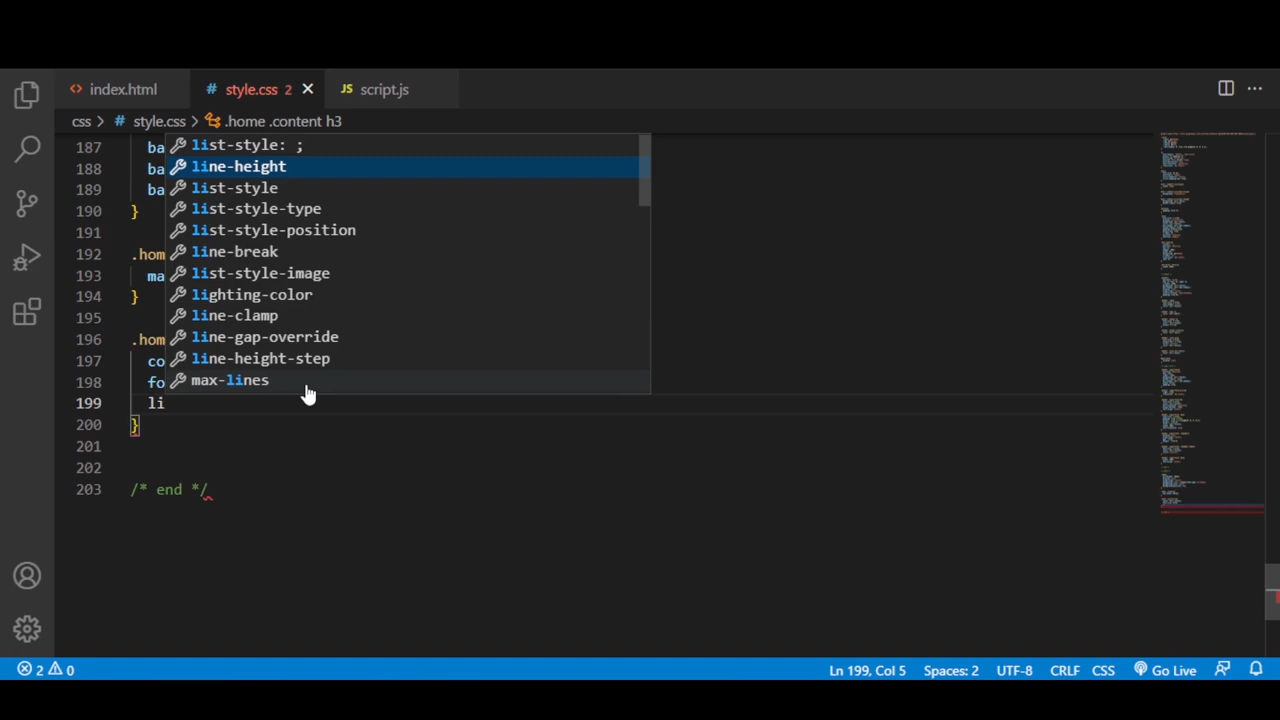 index.html
# style.css 2
JS script.js
css > # style.css > .home .content h3
187 ba
188 ba
189 ba
190 }
191
192 .hom
193 ma
194 }
195
196 .hom
197 co
198 fo
199 li
200 }
201
202
203 /* end */
list-style: ;
line-height
list-style
list-style-type
list-style-position
line-break
list-style-image
lighting-color
line-clamp
line-gap-override
line-height-step
max-lines
2 0 Ln 199, Col 5 Spaces: 2 UTF-8 CRLF CSS Go Live